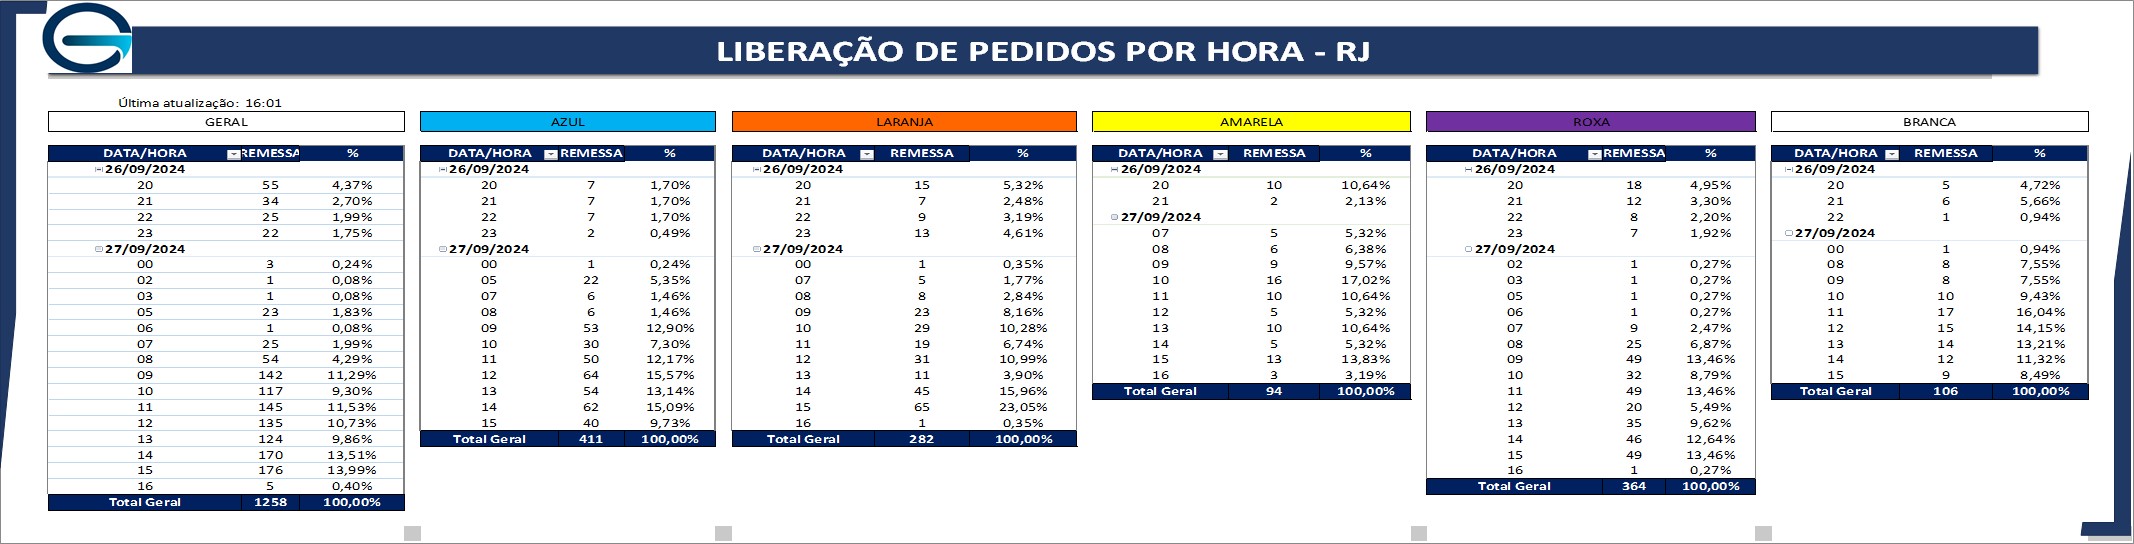 LIBERAÇÃO DE PEDIDOS POR HORA - RJ
Última atualização: 16:01
GERAL
DATA/HORA REMESSA %
26/09/2024
20 55 4,37%
21 34 2,70%
22 25 1,99%
23 22 1,75%
27/09/2024
00 3 0,24%
02 1 0,08%
03 1 0,08%
05 23 1,83%
06 1 0,08%
07 25 1,99%
08 54 4,29%
09 142 11,29%
10 117 9,30%
11 145 11,53%
12 135 10,73%
13 124 9,86%
14 170 13,51%
15 176 13,99%
16 5 0,40%
Total Geral 1258 100,00%
AZUL
DATA/HORA REMESSA %
26/09/2024
20 7 1,70%
21 7 1,70%
22 7 1,70%
23 2 0,49%
27/09/2024
00 1 0,24%
05 22 5,35%
07 6 1,46%
08 6 1,46%
09 53 12,90%
10 30 7,30%
11 50 12,17%
12 64 15,57%
13 54 13,14%
14 62 15,09%
15 40 9,73%
Total Geral 411 100,00%
LARANJA
DATA/HORA REMESSA %
26/09/2024
20 15 5,32%
21 7 2,48%
22 9 3,19%
23 13 4,61%
27/09/2024
00 1 0,35%
07 5 1,77%
08 8 2,84%
09 23 8,16%
10 29 10,28%
11 19 6,74%
12 31 10,99%
13 11 3,90%
14 45 15,96%
15 65 23,05%
16 1 0,35%
Total Geral 282 100,00%
AMARELA
DATA/HORA REMESSA %
26/09/2024
20 10 10,64%
21 2 2,13%
27/09/2024
07 5 5,32%
08 6 6,38%
09 9 9,57%
10 16 17,02%
11 10 10,64%
12 5 5,32%
13 10 10,64%
14 5 5,32%
15 13 13,83%
16 3 3,19%
Total Geral 94 100,00%
ROXA
DATA/HORA REMESSA %
26/09/2024
20 18 4,95%
21 12 3,30%
22 8 2,20%
23 7 1,92%
27/09/2024
02 1 0,27%
03 1 0,27%
05 1 0,27%
06 1 0,27%
07 9 2,47%
08 25 6,87%
09 49 13,46%
10 32 8,79%
11 49 13,46%
12 20 5,49%
13 35 9,62%
14 46 12,64%
15 49 13,46%
16 1 0,27%
Total Geral 364 100,00%
BRANCA
DATA/HORA REMESSA %
26/09/2024
20 5 4,72%
21 6 5,66%
22 1 0,94%
27/09/2024
00 1 0,94%
08 8 7,55%
09 8 7,55%
10 10 9,43%
11 17 16,04%
12 15 14,15%
13 14 13,21%
14 12 11,32%
15 9 8,49%
Total Geral 106 100,00%